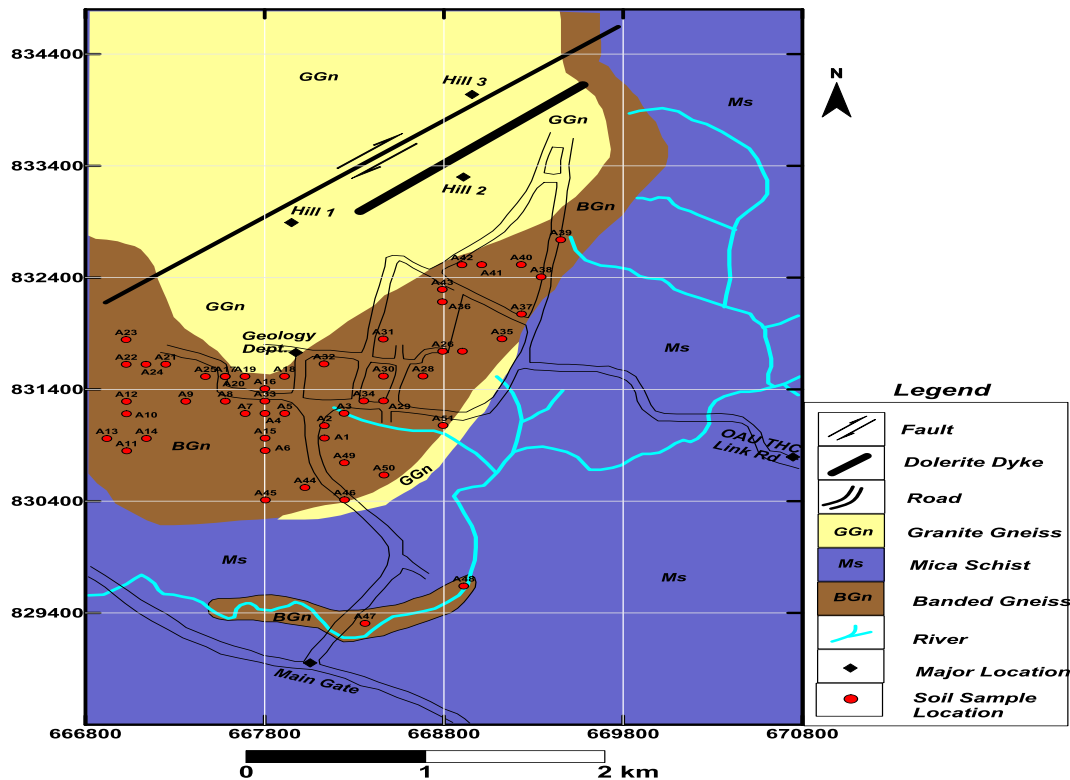 834400
833400
832400
831400
830400
829400
666800
667800
668800
669800
670800
GGn
Hill 3
Ms
N
GGn
Hill 2
Hill 1
BGn
A39
A42
A40
A41
A38
A43
A36
A37
GGn
A23
Geology
Dept.
A31
A35
A26
Ms
A22
A21
A24
A32
A25
A17
A19
A18
A20
A16
A30
A28
A12
A9
A8
A33
A34
A29
A10
A7
A4
A5
A3
A2
A51
A13
A14
A11
BGn
A15
A6
A1
A49
A50
GGn
A44
A45
A46
OAU THC
Link Rd
Ms
A48
Ms
BGn
A47
Main Gate
0
1
2 km
Legend
Fault
Dolerite Dyke
Road
GGn Granite Gneiss
Ms Mica Schist
BGn Banded Gneiss
River
Major Location
Soil Sample
Location